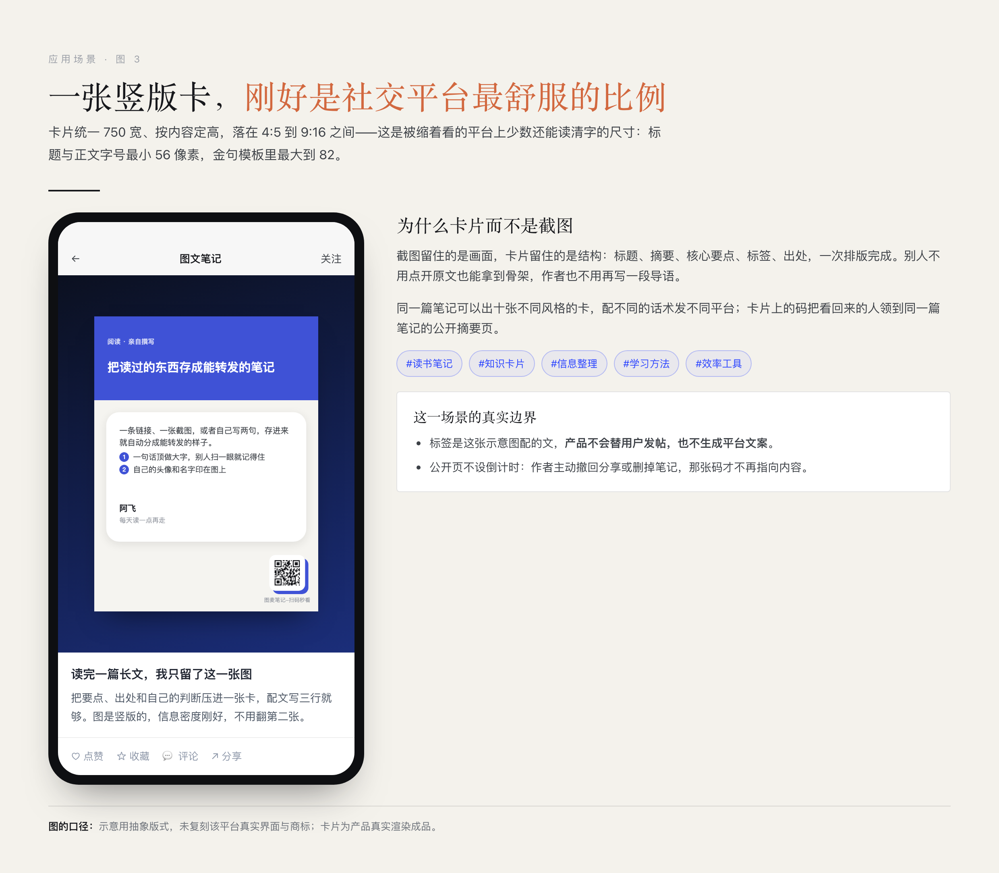 应用场景 · 图 3
一张竖版卡，刚好是社交平台最舒服的比例
卡片统一 750 宽、按内容定高，落在 4:5 到 9:16 之间——这是被缩着看的平台上少数还能读清字的尺寸：标
题与正文字号最小 56 像素，金句模板里最大到 82。
← 图文笔记 关注
阅读 · 亲自撰写
把读过的东西存成能转发的笔记
一条链接、一张截图，或者自己写两句，存进来
就自动分成能转发的样子。
1 一句话顶做大字，别人扫一眼就记得住
2 自己的头像和名字印在图上
阿飞
每天读一点再走
图麦笔记–扫码秒看
读完一篇长文，我只留了这一张图
把要点、出处和自己的判断压进一张卡，配文写三行就
够。图是竖版的，信息密度刚好，不用翻第二张。
♡ 点赞 ☆ 收藏 💬 评论 ↗ 分享
为什么卡片而不是截图
截图留住的是画面，卡片留住的是结构：标题、摘要、核心要点、标签、出处，一次排版完成。别人不
用点开原文也能拿到骨架，作者也不用再写一段导语。
同一篇笔记可以出十张不同风格的卡，配不同的话术发不同平台；卡片上的码把看回来的人领到同一篇
笔记的公开摘要页。
#读书笔记 #知识卡片 #信息整理 #学习方法 #效率工具
这一场景的真实边界
• 标签是这张示意图配的文，产品不会替用户发帖，也不生成平台文案。
• 公开页不设倒计时：作者主动撤回分享或删掉笔记，那张码才不再指向内容。
图的口径：示意用抽象版式，未复刻该平台真实界面与商标；卡片为产品真实渲染成品。